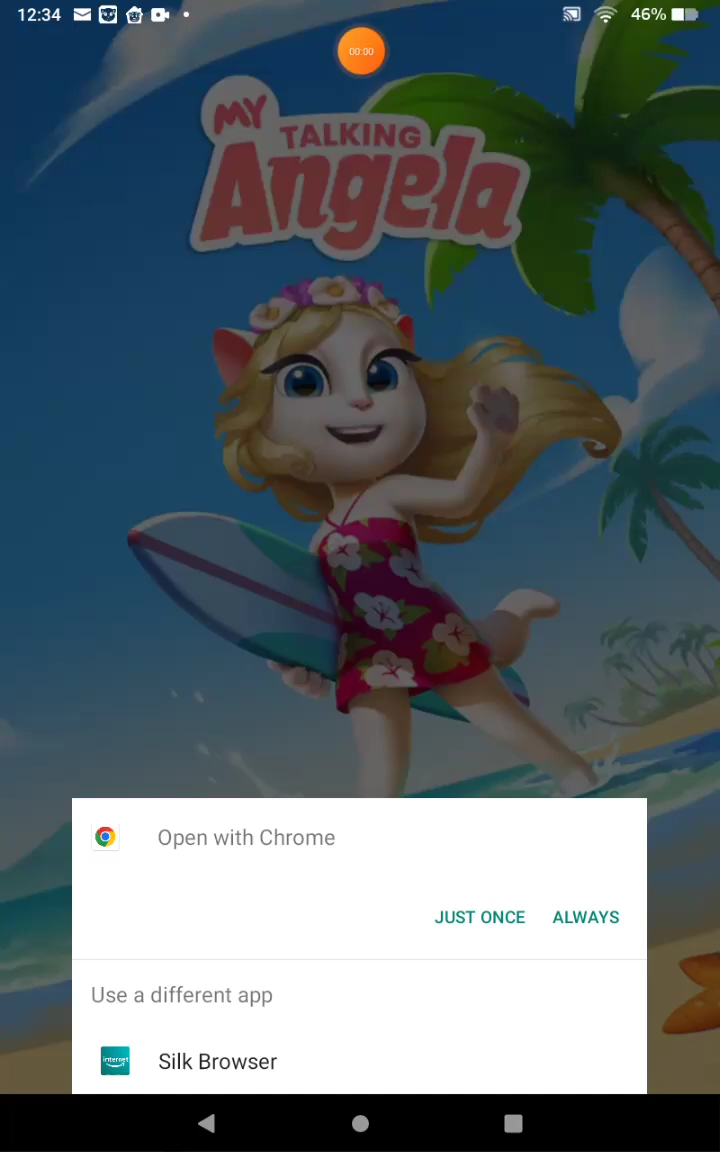 12:34
46%
00:00
MY
TALKING
Angela
Open with Chrome
JUST ONCE
ALWAYS
Use a different app
internet
Silk Browser